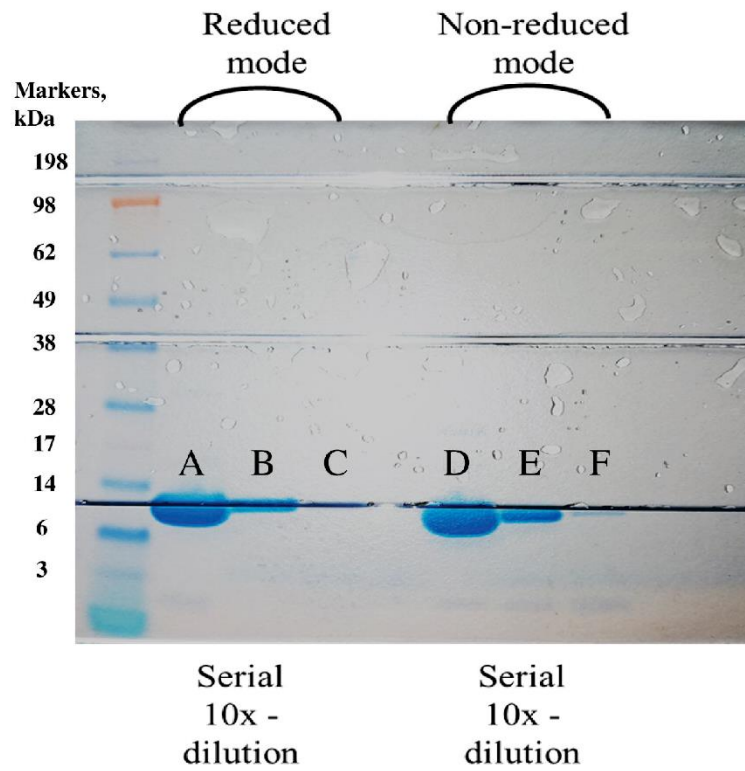 Reduced
mode
Non-reduced
mode
Markers,
kDa
198
98
62
49
38
28
17
14
6
3
A B C D E F
Serial
10x -
dilution
Serial
10x -
dilution